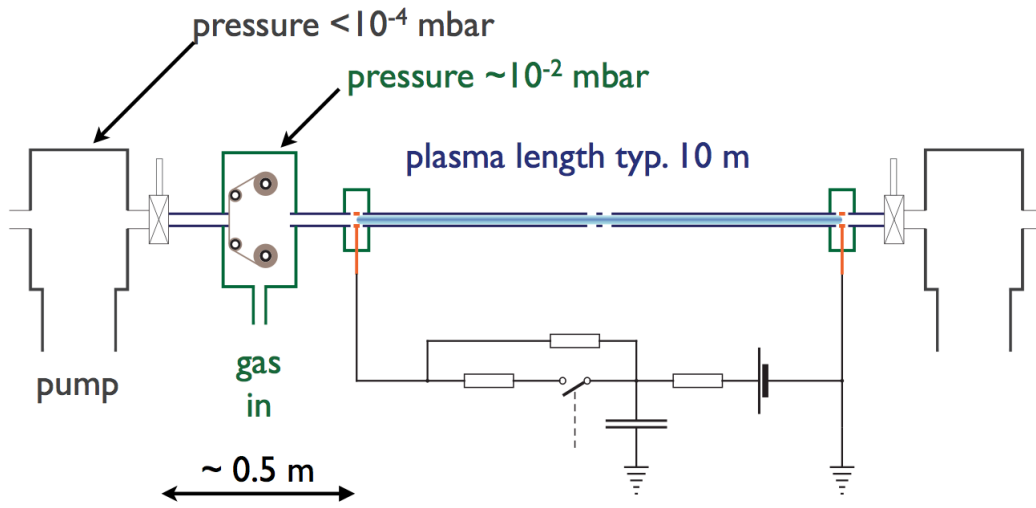 pressure <10⁻⁴ mbar
pressure ~10⁻² mbar
plasma length typ. 10 m
pump
gas
in
~ 0.5 m